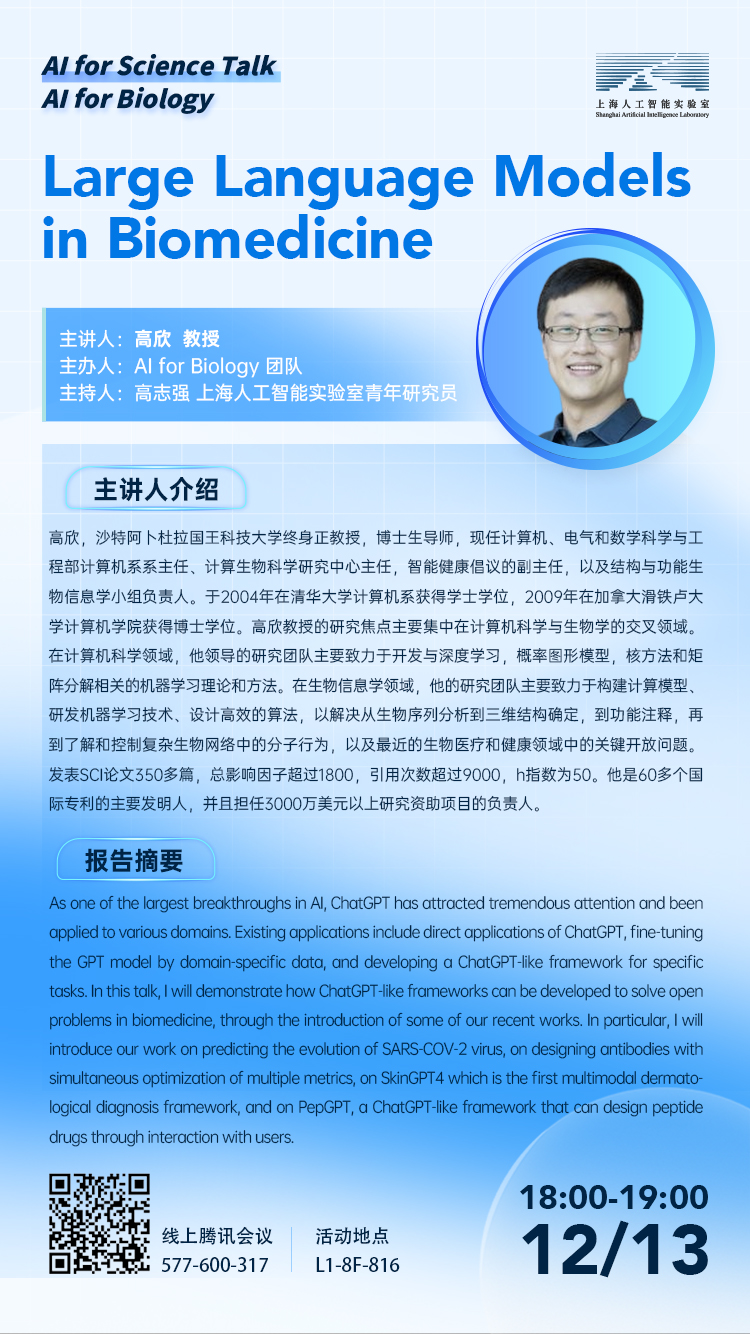 AI for Science Talk
AI for Biology
上海人工智能实验室
Shanghai Artificial Intelligence Laboratory
Large Language Models
in Biomedicine
主讲人：高欣 教授
主办人：AI for Biology 团队
主持人：高志强 上海人工智能实验室青年研究员
主讲人介绍
高欣，沙特阿卜杜拉国王科技大学终身正教授，博士生导师，现任计算机、电气和数学科学与工
程部计算机系系主任、计算生物科学研究中心主任，智能健康倡议的副主任，以及结构与功能生
物信息学小组负责人。于2004年在清华大学计算机系获得学士学位，2009年在加拿大滑铁卢大
学计算机学院获得博士学位。高欣教授的研究焦点主要集中在计算机科学与生物学的交叉领域。
在计算机科学领域，他领导的研究团队主要致力于开发与深度学习，概率图形模型，核方法和矩
阵分解相关的机器学习理论和方法。在生物信息学领域，他的研究团队主要致力于构建计算模型、
研发机器学习技术、设计高效的算法，以解决从生物序列分析到三维结构确定，到功能注释，再
到了解和控制复杂生物网络中的分子行为，以及最近的生物医疗和健康领域中的关键开放问题。
发表SCI论文350多篇，总影响因子超过1800，引用次数超过9000，h指数为50。他是60多个国
际专利的主要发明人，并且担任3000万美元以上研究资助项目的负责人。
报告摘要
As one of the largest breakthroughs in AI, ChatGPT has attracted tremendous attention and been
applied to various domains. Existing applications include direct applications of ChatGPT, fine-tuning
the GPT model by domain-specific data, and developing a ChatGPT-like framework for specific
tasks. In this talk, I will demonstrate how ChatGPT-like frameworks can be developed to solve open
problems in biomedicine, through the introduction of some of our recent works. In particular, I will
introduce our work on predicting the evolution of SARS-COV-2 virus, on designing antibodies with
simultaneous optimization of multiple metrics, on SkinGPT4 which is the first multimodal dermato-
logical diagnosis framework, and on PepGPT, a ChatGPT-like framework that can design peptide
drugs through interaction with users.
线上腾讯会议
577-600-317
活动地点
L1-8F-816
18:00-19:00
12/13